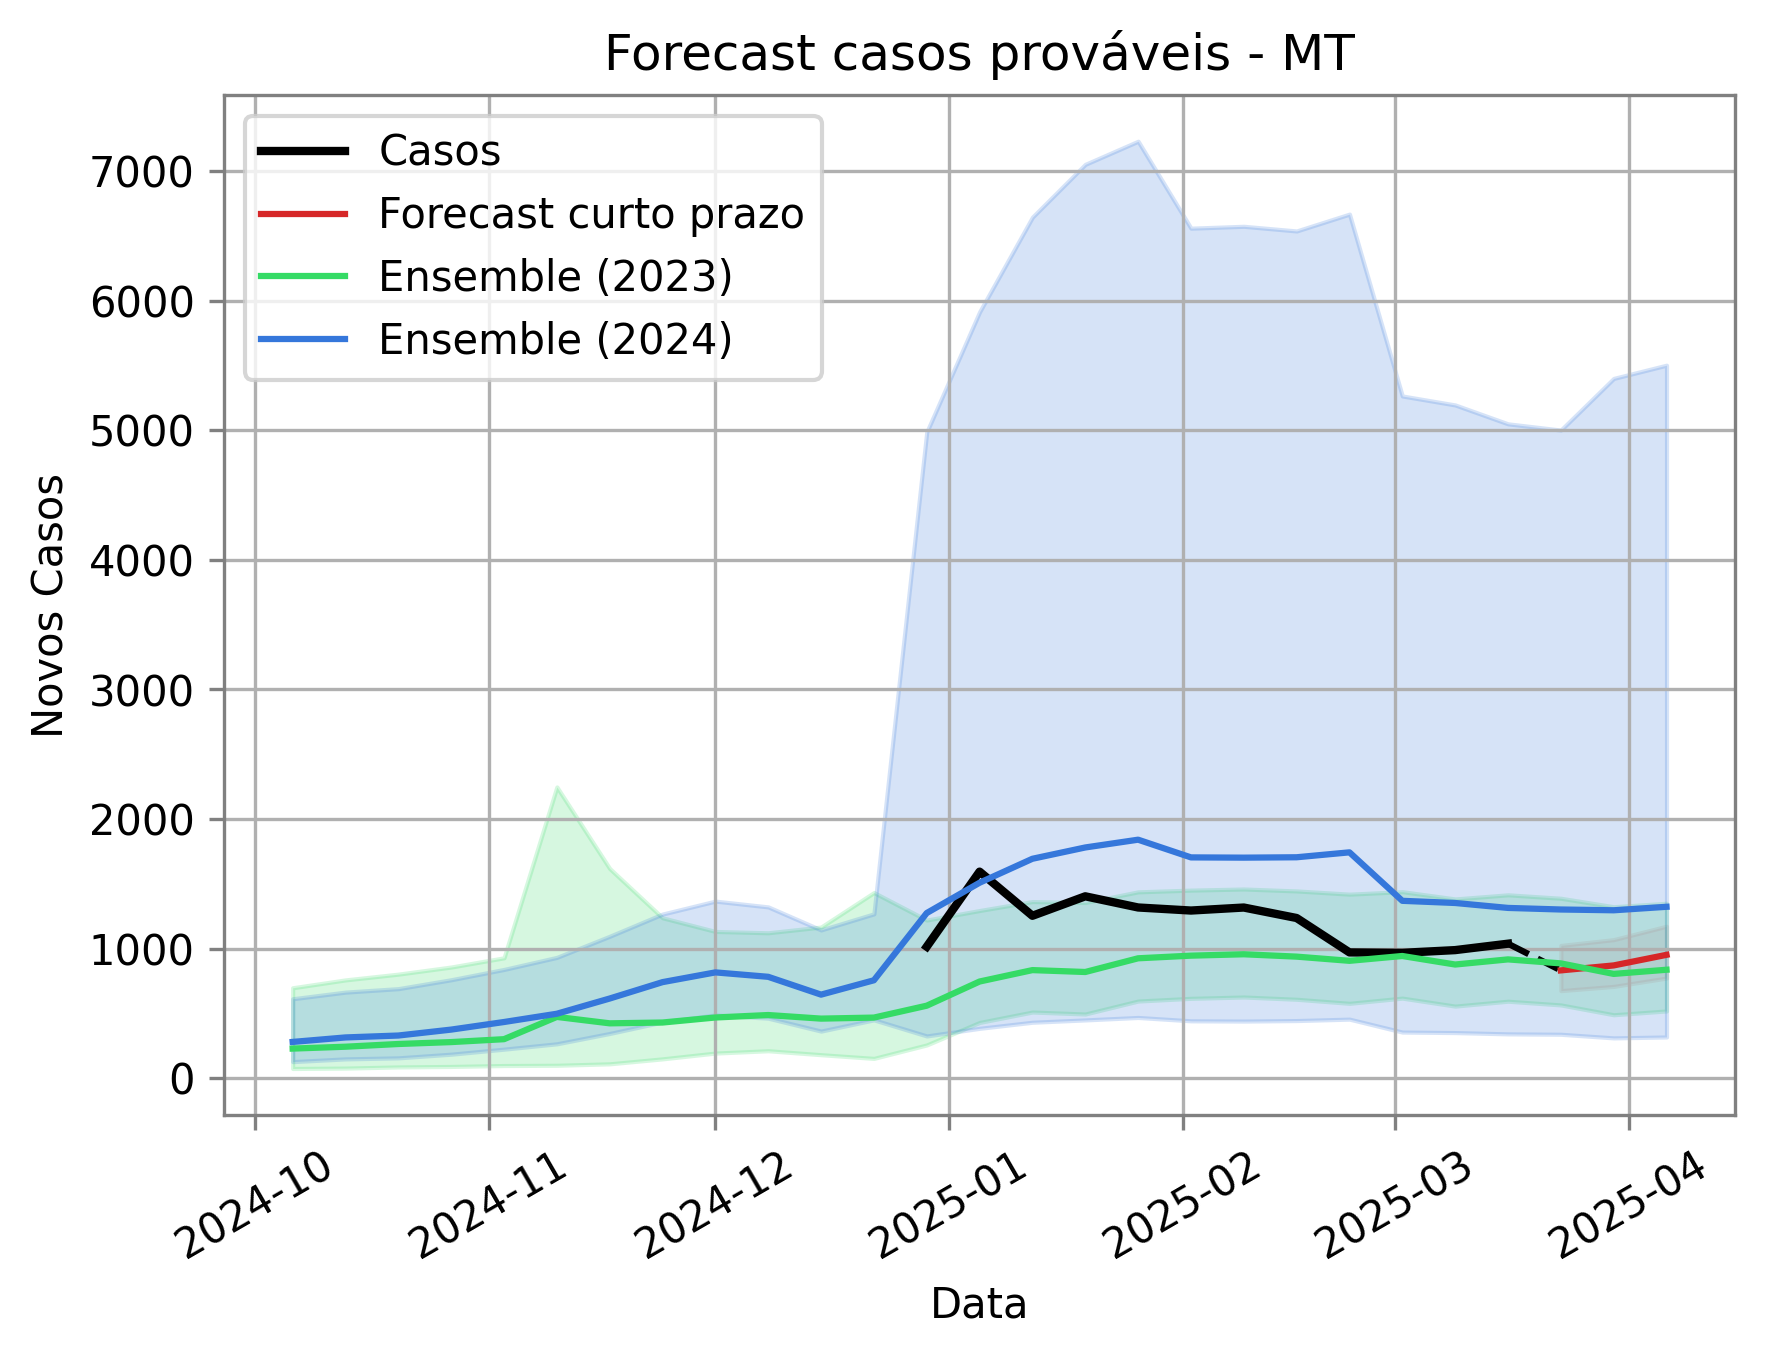 Forecast casos prováveis - MT
Casos
Forecast curto prazo
Ensemble (2023)
Ensemble (2024)
7000
6000
5000
4000
3000
2000
1000
0
Novos Casos
2024-10
2024-11
2024-12
2025-01
2025-02
2025-03
2025-04
Data